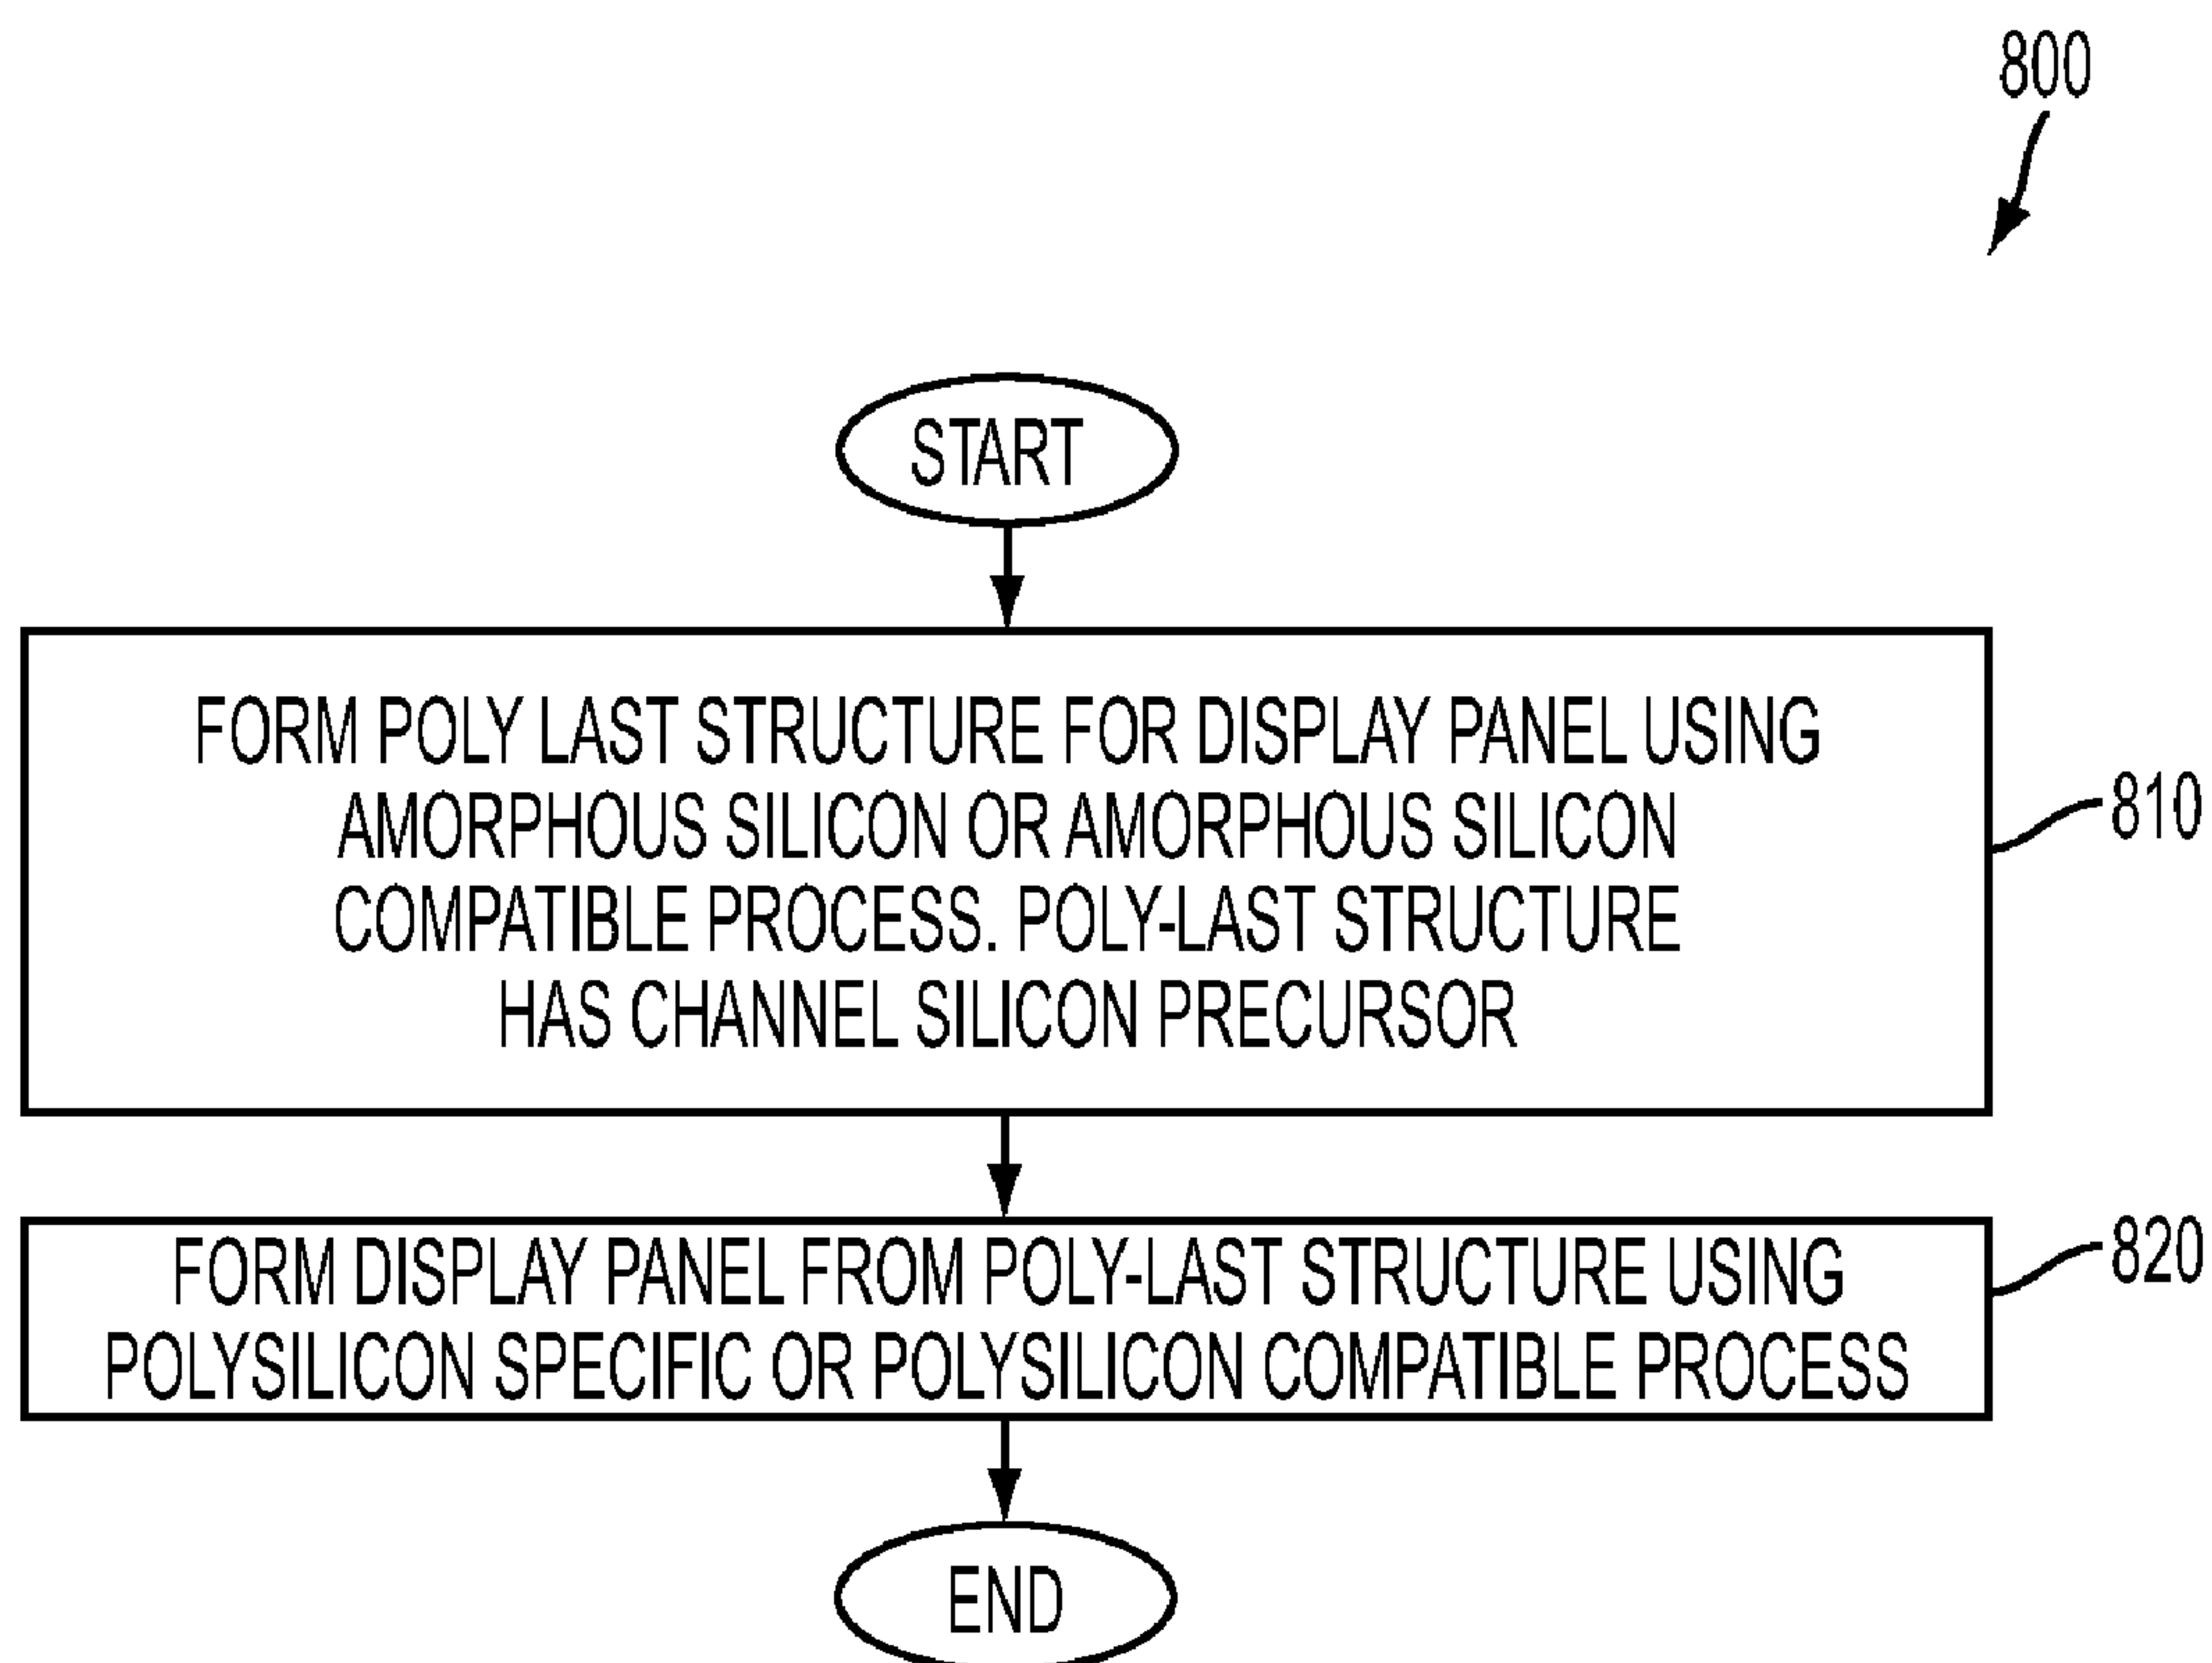 800
START
FORM POLY LAST STRUCTURE FOR DISPLAY PANEL USING
AMORPHOUS SILICON OR AMORPHOUS SILICON
COMPATIBLE PROCESS. POLY-LAST STRUCTURE
HAS CHANNEL SILICON PRECURSOR
810
FORM DISPLAY PANEL FROM POLY-LAST STRUCTURE USING
POLYSILICON SPECIFIC OR POLYSILICON COMPATIBLE PROCESS
820
END